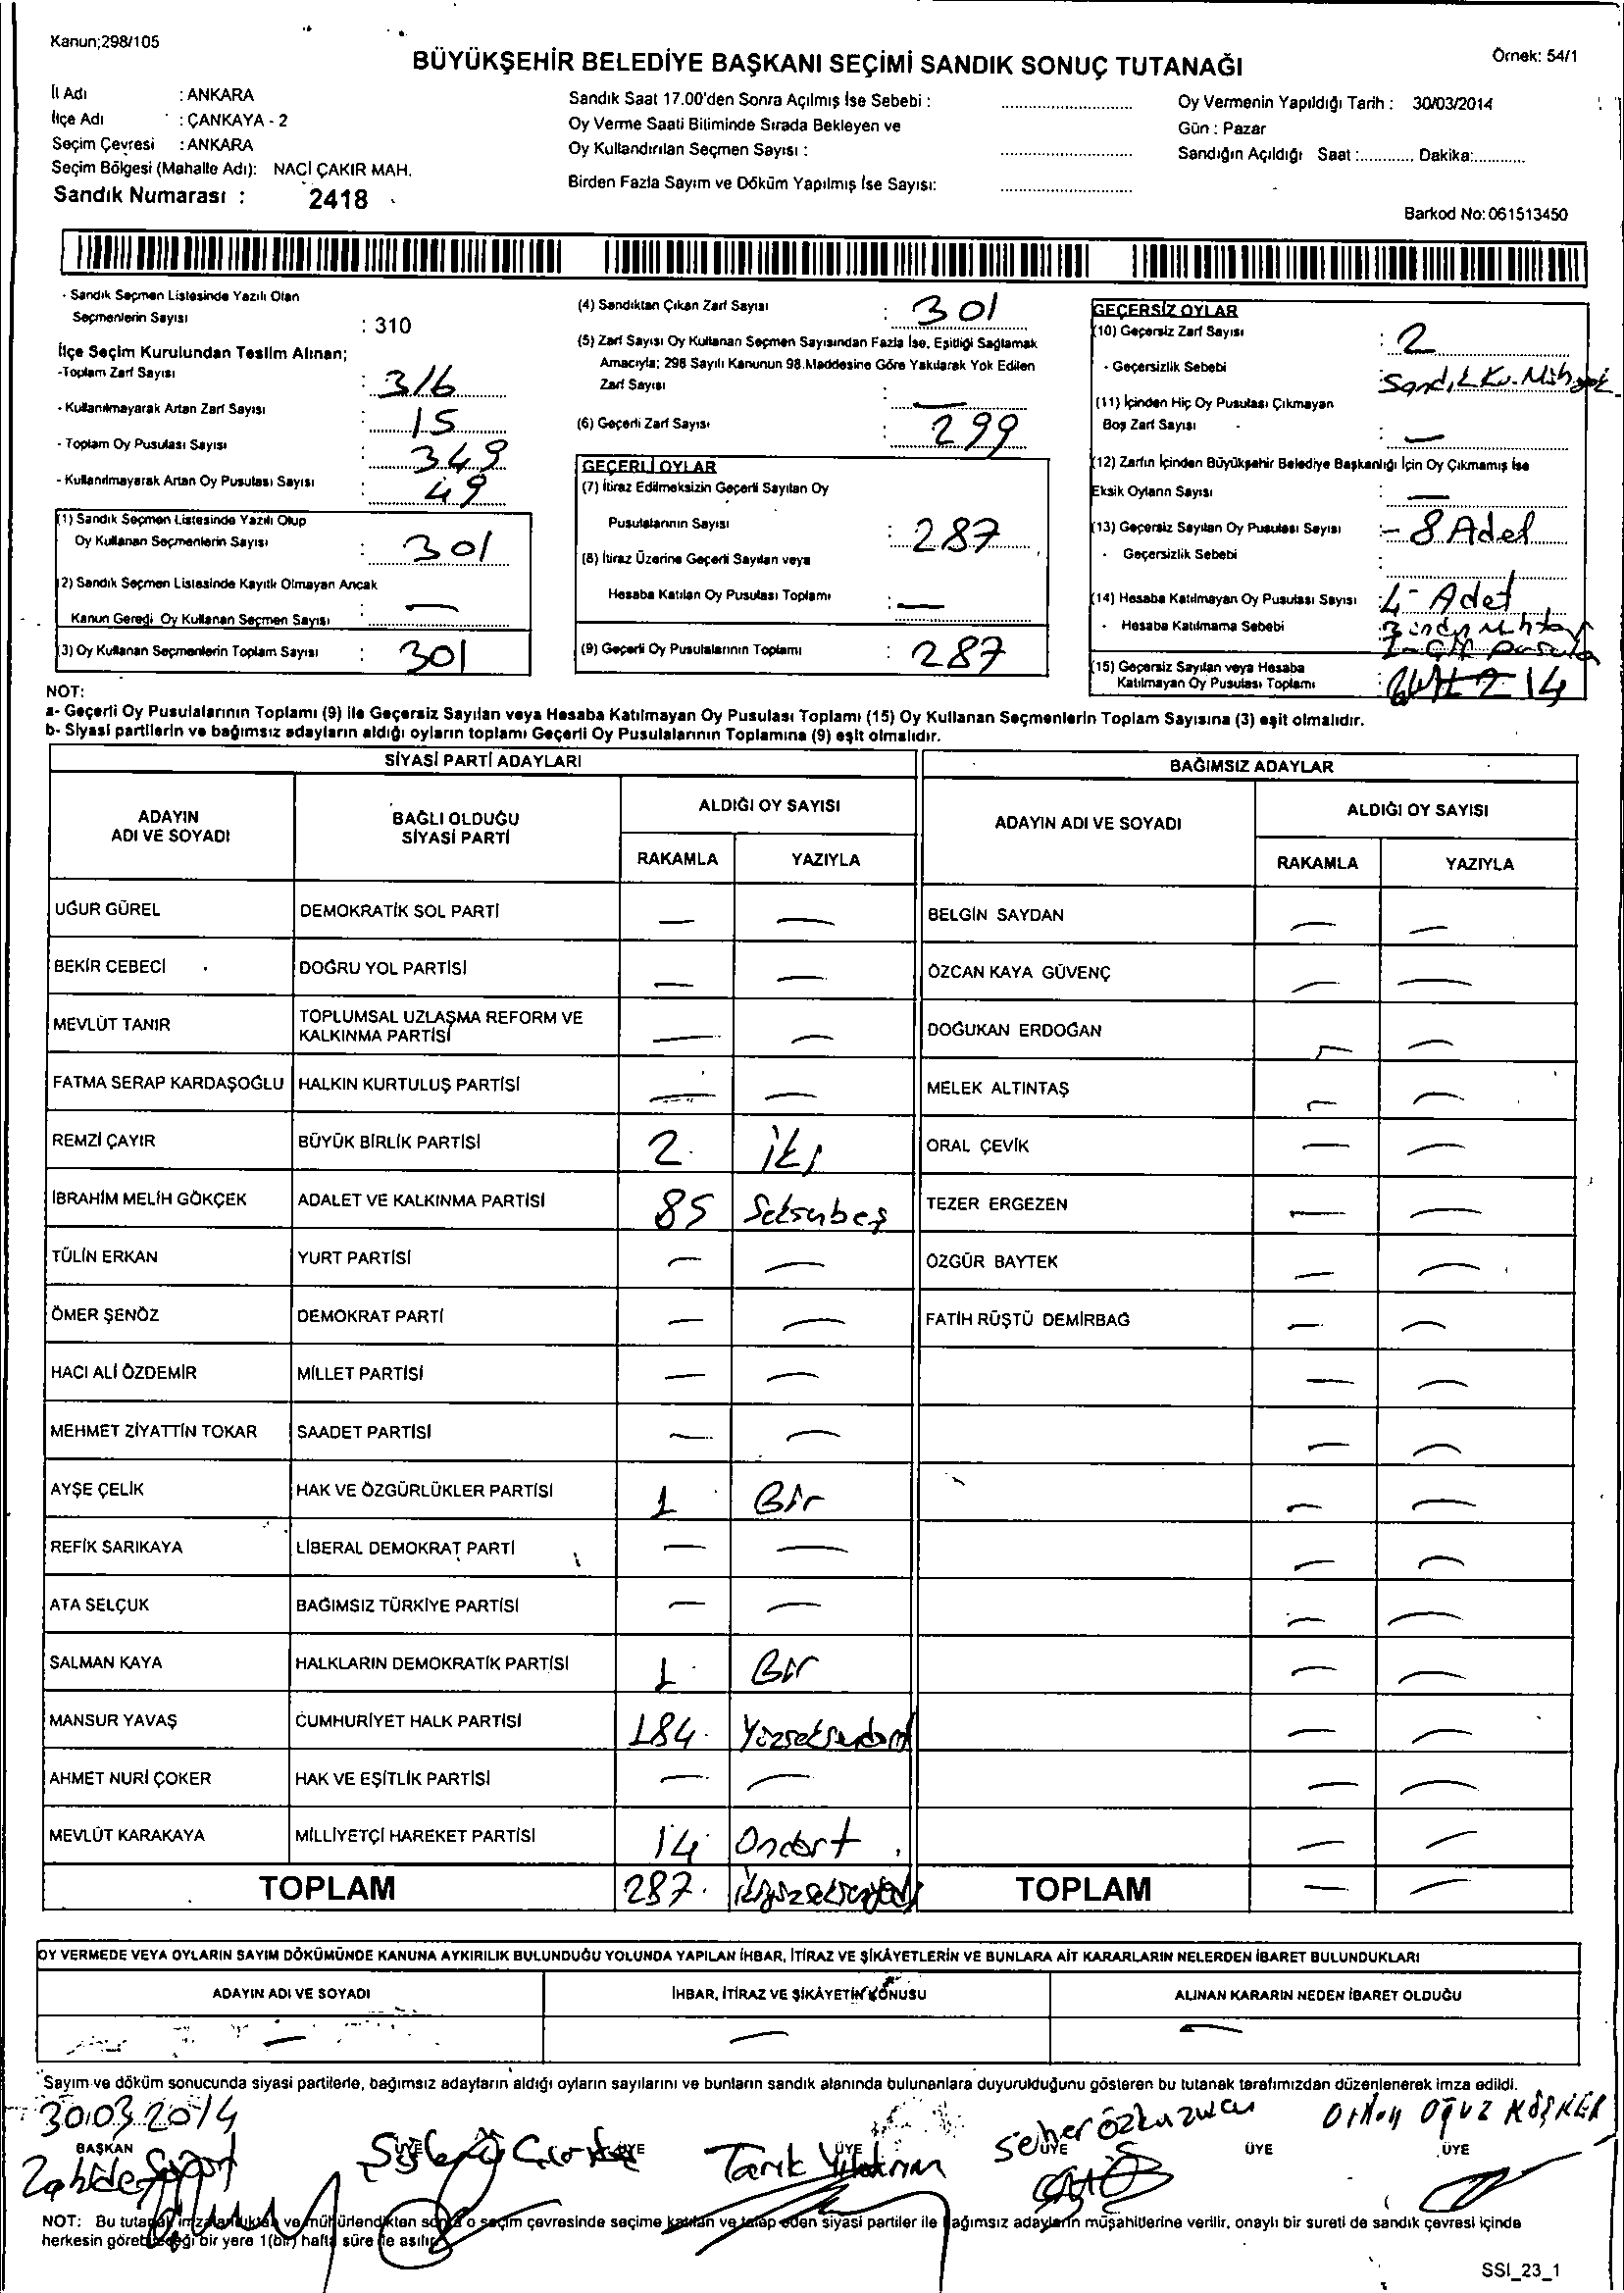 Kanun;298/105
BÜYÜKŞEHİR BELEDİYE BAŞKANI SEÇİMİ SANDIK SONUÇ TUTANAĞI
Örnek: 54/1
İl Adı : ANKARA
İlçe Adı : ÇANKAYA - 2
Seçim Çevresi : ANKARA
Seçim Bölgesi (Mahalle Adı): NACİ ÇAKIR MAH.
Sandık Numarası : 2418
Sandık Saat 17.00'den Sonra Açılmış İse Sebebi :
Oy Verme Saati Bitiminde Sırada Bekleyen ve
Oy Kullandırılan Seçmen Sayısı :
Birden Fazla Sayım ve Döküm Yapılmış İse Sayısı:
Oy Vermenin Yapıldığı Tarih : 30/03/2014
Gün : Pazar
Sandığın Açıldığı Saat :............ Dakika:............
Barkod No: 061513450
- Sandık Seçmen Listesinde Yazılı Olan
Seçmenlerin Sayısı : 310
İlçe Seçim Kurulundan Teslim Alınan;
-Toplam Zarf Sayısı : 316
- Kullanılmayarak Artan Zarf Sayısı : 15
- Toplam Oy Pusulası Sayısı : 349
- Kullanılmayarak Artan Oy Pusulası Sayısı : 49
(1) Sandık Seçmen Listesinde Yazılı Olup
Oy Kullanan Seçmenlerin Sayısı : 301
(2) Sandık Seçmen Listesinde Kayıtlı Olmayan Ancak
Kanun Gereği Oy Kullanan Seçmen Sayısı : —
(3) Oy Kullanan Seçmenlerin Toplam Sayısı : 301
(4) Sandıktan Çıkan Zarf Sayısı : 301
(5) Zarf Sayısı Oy Kullanan Seçmen Sayısından Fazla İse, Eşitliği Sağlamak
Amacıyla; 298 Sayılı Kanunun 98.Maddesine Göre Yakılarak Yok Edilen
Zarf Sayısı : —
(6) Geçerli Zarf Sayısı : 299
GEÇERLİ OYLAR
(7) İtiraz Edilmeksizin Geçerli Sayılan Oy
Pusulalarının Sayısı : 287
(8) İtiraz Üzerine Geçerli Sayılan veya
Hesaba Katılan Oy Pusulası Toplamı : —
(9) Geçerli Oy Pusulalarının Toplamı : 287
GEÇERSİZ OYLAR
(10) Geçersiz Zarf Sayısı : 2
- Geçersizlik Sebebi
(11) İçinden Hiç Oy Pusulası Çıkmayan
Boş Zarf Sayısı : —
(12) Zarfın İçinden Büyükşehir Belediye Başkanlığı İçin Oy Çıkmamış İse
Eksik Oyların Sayısı : —
(13) Geçersiz Sayılan Oy Pusulası Sayısı : - 8 Adet
- Geçersizlik Sebebi :
(14) Hesaba Katılmayan Oy Pusulası Sayısı : 4- Adet
- Hesaba Katılmama Sebebi
(15) Geçersiz Sayılan veya Hesaba
Katılmayan Oy Pusulası Toplamı : 14
NOT:
a- Geçerli Oy Pusulalarının Toplamı (9) ile Geçersiz Sayılan veya Hesaba Katılmayan Oy Pusulası Toplamı (15) Oy Kullanan Seçmenlerin Toplam Sayısına (3) eşit olmalıdır.
b- Siyasi partilerin ve bağımsız adayların aldığı oyların toplamı Geçerli Oy Pusulalarının Toplamına (9) eşit olmalıdır.
SİYASİ PARTİ ADAYLARI
BAĞIMSIZ ADAYLAR
ADAYIN ADI VE SOYADI
BAĞLI OLDUĞU SİYASİ PARTİ
ALDIĞI OY SAYISI
RAKAMLA YAZIYLA
ADAYIN ADI VE SOYADI
ALDIĞI OY SAYISI
RAKAMLA YAZIYLA
UĞUR GÜREL DEMOKRATİK SOL PARTİ — — BELGİN SAYDAN — —
BEKİR CEBECİ DOĞRU YOL PARTİSİ — — ÖZCAN KAYA GÜVENÇ — —
MEVLÜT TANIR TOPLUMSAL UZLAŞMA REFORM VE KALKINMA PARTİSİ — — DOĞUKAN ERDOĞAN — —
FATMA SERAP KARDAŞOĞLU HALKIN KURTULUŞ PARTİSİ — — MELEK ALTINTAŞ — —
REMZİ ÇAYIR BÜYÜK BİRLİK PARTİSİ 2 iki ORAL ÇEVİK — —
İBRAHİM MELİH GÖKÇEK ADALET VE KALKINMA PARTİSİ 85 Seksenbeş TEZER ERGEZEN — —
TÜLİN ERKAN YURT PARTİSİ — — ÖZGÜR BAYTEK — —
ÖMER ŞENÖZ DEMOKRAT PARTİ — — FATİH RÜŞTÜ DEMİRBAĞ — —
HACI ALİ ÖZDEMİR MİLLET PARTİSİ — — — —
MEHMET ZİYATTİN TOKAR SAADET PARTİSİ — — — —
AYŞE ÇELİK HAK VE ÖZGÜRLÜKLER PARTİSİ 1 Bir — —
REFİK SARIKAYA LİBERAL DEMOKRAT PARTİ — — — —
ATA SELÇUK BAĞIMSIZ TÜRKİYE PARTİSİ — — — —
SALMAN KAYA HALKLARIN DEMOKRATİK PARTİSİ 1 Bir — —
MANSUR YAVAŞ CUMHURİYET HALK PARTİSİ 184 Yüzseksendört — —
AHMET NURİ ÇOKER HAK VE EŞİTLİK PARTİSİ — — — —
MEVLÜT KARAKAYA MİLLİYETÇİ HAREKET PARTİSİ 14 Ondört — —
TOPLAM 287 ikiyüzseksenyedi TOPLAM — —
OY VERMEDE VEYA OYLARIN SAYIM DÖKÜMÜNDE KANUNA AYKIRILIK BULUNDUĞU YOLUNDA YAPILAN İHBAR, İTİRAZ VE ŞİKÂYETLERİN VE BUNLARA AİT KARARLARIN NELERDEN İBARET BULUNDUKLARI
ADAYIN ADI VE SOYADI İHBAR, İTİRAZ VE ŞİKÂYETİN KONUSU ALINAN KARARIN NEDEN İBARET OLDUĞU
— — —
Sayım ve döküm sonucunda siyasi partilerle, bağımsız adayların aldığı oyların sayılarını ve bunların sandık alanında bulunanlara duyurulduğunu gösteren bu tutanak tarafımızdan düzenlenerek imza edildi.
30.03.2014
Seher Özkuzucu Orhan Oğuz KÖŞKER
BAŞKAN ÜYE ÜYE ÜYE ÜYE ÜYE ÜYE
Zahide Tarık Yıldırım
NOT: Bu tutanak imzalandıktan ve mühürlendikten sonra o seçim çevresinde seçime katılan ve talep eden siyasi partiler ile bağımsız adayların müşahitlerine verilir, onaylı bir sureti de sandık çevresi içinde
herkesin görebileceği bir yere 1(bir) hafta süre ile asılır.
SSI_23_1